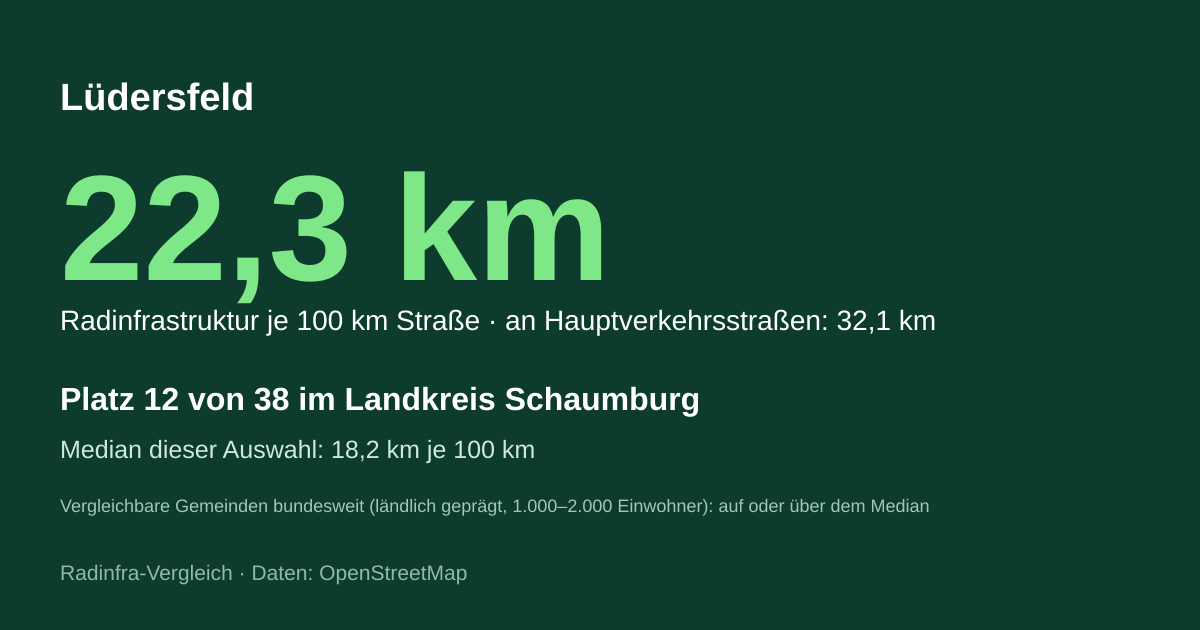 Lüdersfeld
22,3 km
Radinfrastruktur je 100 km Straße · an Hauptverkehrsstraßen: 32,1 km
Platz 12 von 38 im Landkreis Schaumburg
Median dieser Auswahl: 18,2 km je 100 km
Vergleichbare Gemeinden bundesweit (ländlich geprägt, 1.000–2.000 Einwohner): auf oder über dem Median
Radinfra-Vergleich · Daten: OpenStreetMap